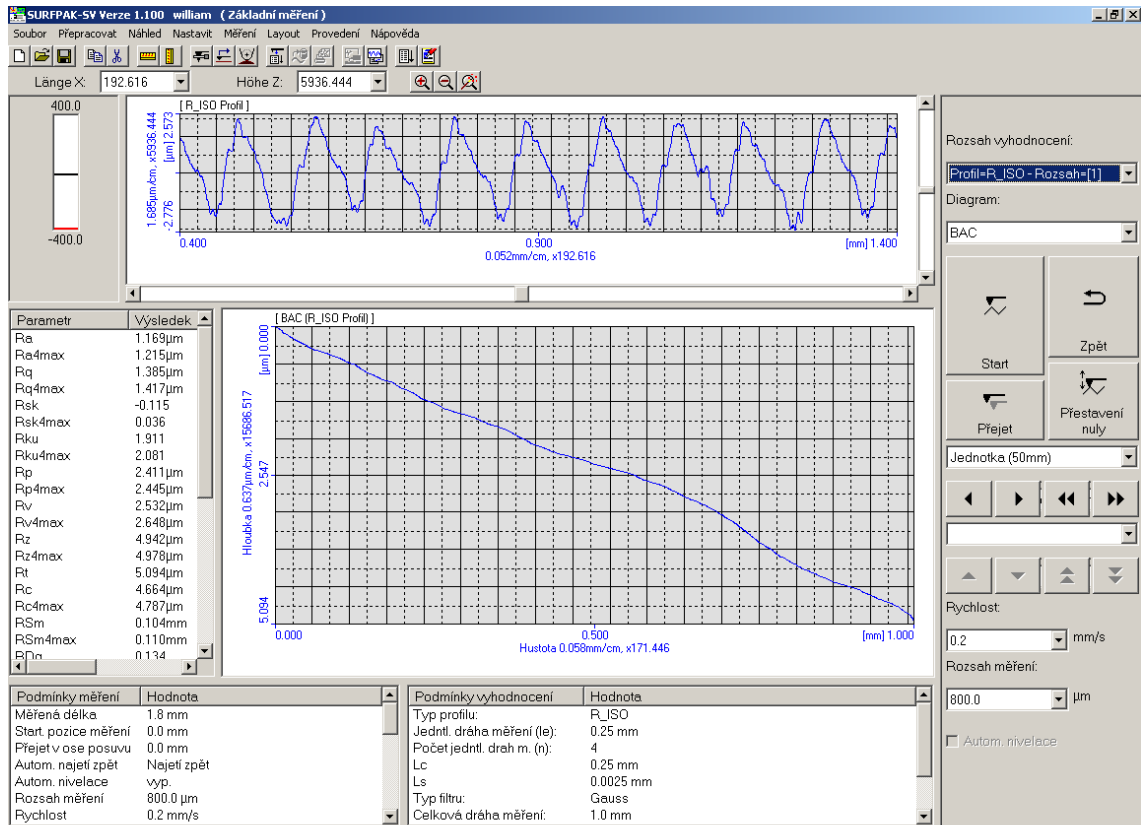 SURFPAK-SV Verze 1.100 william ( Základní měření )
Soubor Přepracovat Náhled Nastavit Měření Layout Provedení Nápověda
Länge X: 192.616 Höhe Z: 5936.444
400.0
-400.0
[ R_ISO Profil ]
1.685µm/cm, x5936.444
-2.776 [µm] 2.573
0.400 0.900 [mm] 1.400
0.052mm/cm, x192.616
Rozsah vyhodnocení:
Profil=R_ISO - Rozsah=[1]
Diagram:
BAC
Start
Zpět
Přejet
Přestavení nuly
Jednotka (50mm)
Rychlost:
0.2 mm/s
Rozsah měření:
800.0 µm
Autom. nivelace
Parametr Výsledek
Ra 1.169µm
Ra4max 1.215µm
Rq 1.385µm
Rq4max 1.417µm
Rsk -0.115
Rsk4max 0.036
Rku 1.911
Rku4max 2.081
Rp 2.411µm
Rp4max 2.445µm
Rv 2.532µm
Rv4max 2.648µm
Rz 4.942µm
Rz4max 4.978µm
Rt 5.094µm
Rc 4.664µm
Rc4max 4.787µm
RSm 0.104mm
RSm4max 0.110mm
RDq 0.134
[ BAC (R_ISO Profil) ]
Hloubka 0.637µm/cm, x15686.517
5.094 2.547 [µm] 0.000
0.000 0.500 [mm] 1.000
Hustota 0.058mm/cm, x171.446
Podmínky měření Hodnota
Měřená délka 1.8 mm
Start. pozice měření 0.0 mm
Přejet v ose posuvu 0.0 mm
Autom. najetí zpět Najetí zpět
Autom. nivelace vyp.
Rozsah měření 800.0 µm
Rychlost 0.2 mm/s
Podmínky vyhodnocení Hodnota
Typ profilu: R_ISO
Jedntl. dráha měření (le): 0.25 mm
Počet jedntl. drah m. (n): 4
Lc 0.25 mm
Ls 0.0025 mm
Typ filtru: Gauss
Celková dráha měření: 1.0 mm